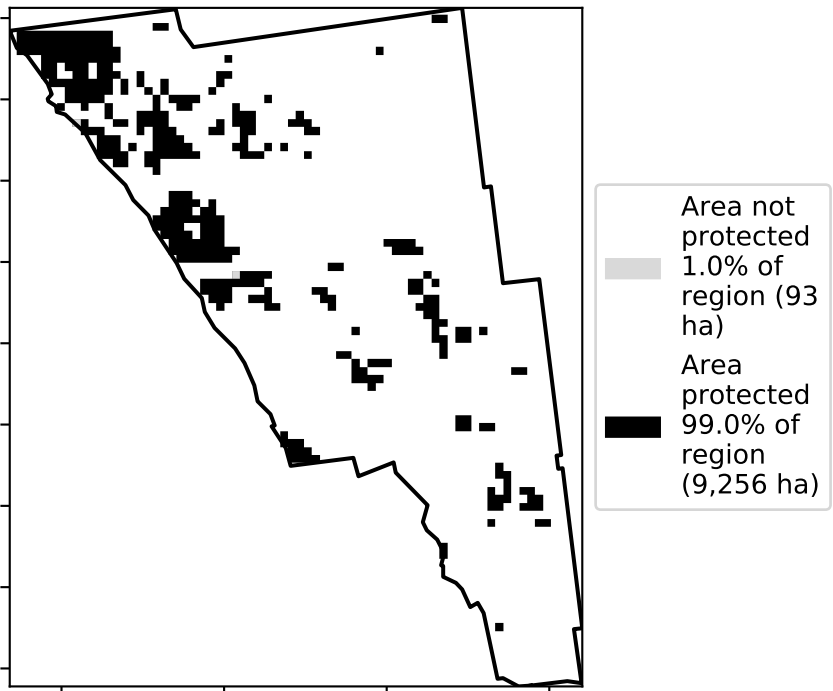 Area not
protected
1.0% of
region (93
ha)
Area
protected
99.0% of
region
(9,256 ha)